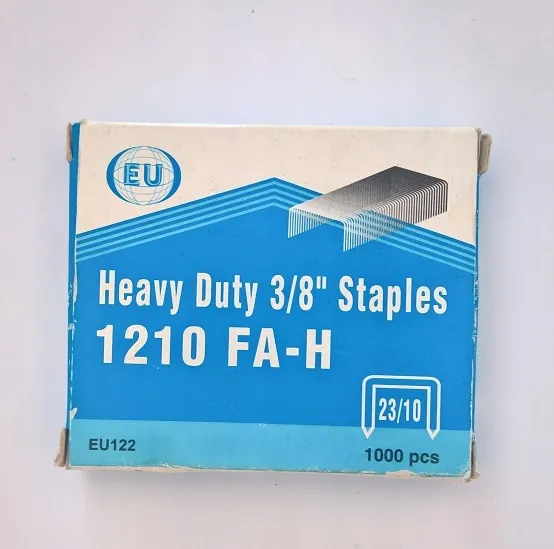 EU
Heavy Duty 3/8" Staples
1210 FA-H
23/10
EU122
1000 pcs